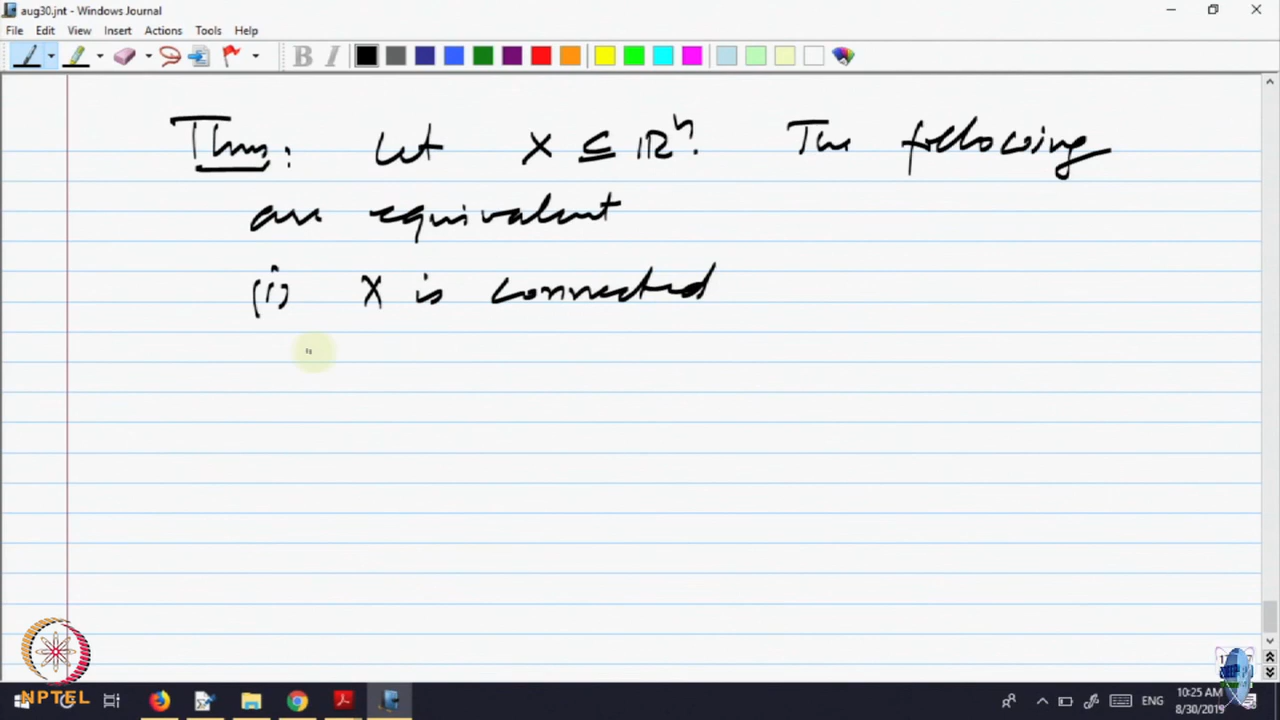 aug30.jnt - Windows Journal
File Edit View Insert Actions Tools Help
B I
Thm: Let X ⊆ ℝⁿ. The following
are equivalent
(i) X is connected
NPTEL
ENG
10:25 AM
8/30/2019